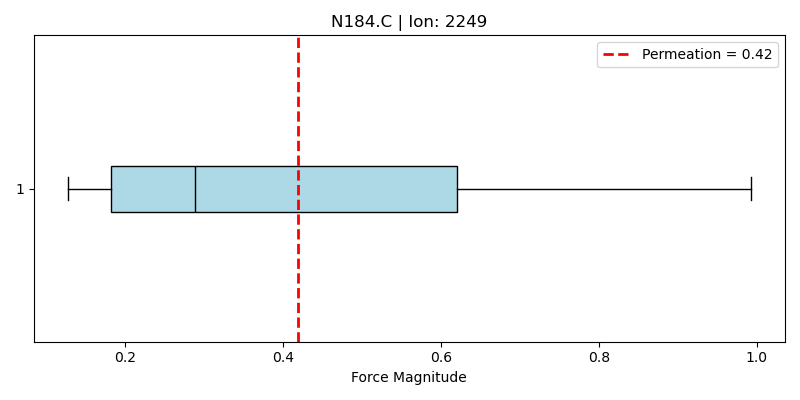 N184.C | Ion: 2249
Permeation = 0.42
1
0.2 0.4 0.6 0.8 1.0
Force Magnitude